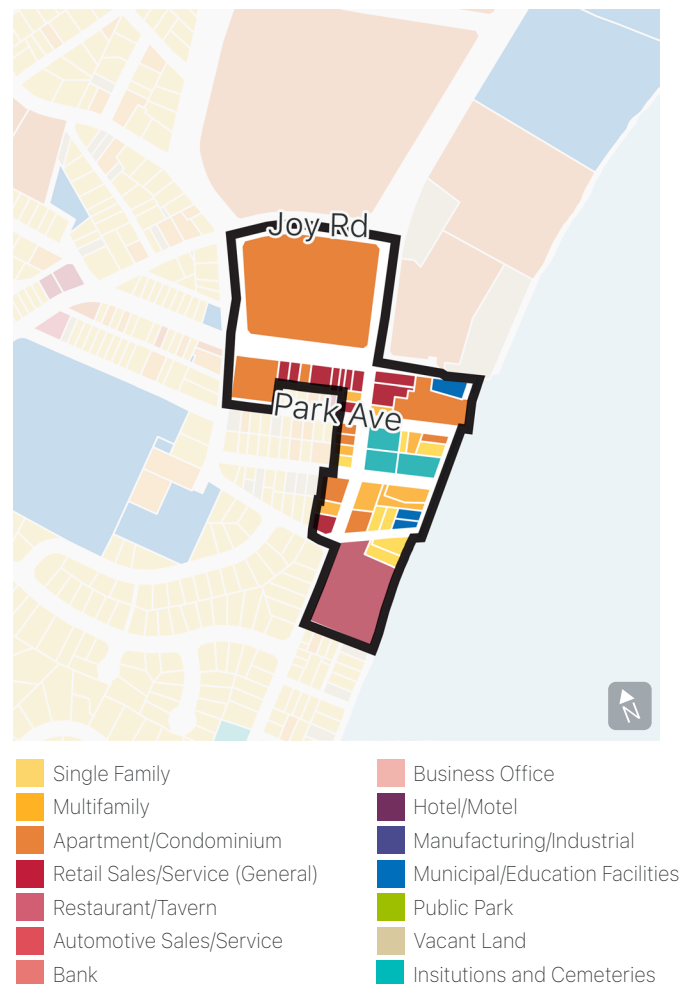 Joy Rd
Park Ave
N
Single Family
Multifamily
Apartment/Condominium
Retail Sales/Service (General)
Restaurant/Tavern
Automotive Sales/Service
Bank
Business Office
Hotel/Motel
Manufacturing/Industrial
Municipal/Education Facilities
Public Park
Vacant Land
Insitutions and Cemeteries